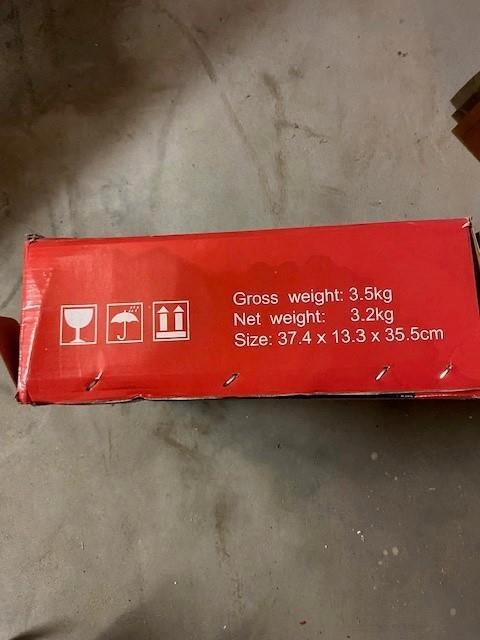 Gross weight: 3.5kg
Net weight: 3.2kg
Size: 37.4 x 13.3 x 35.5cm